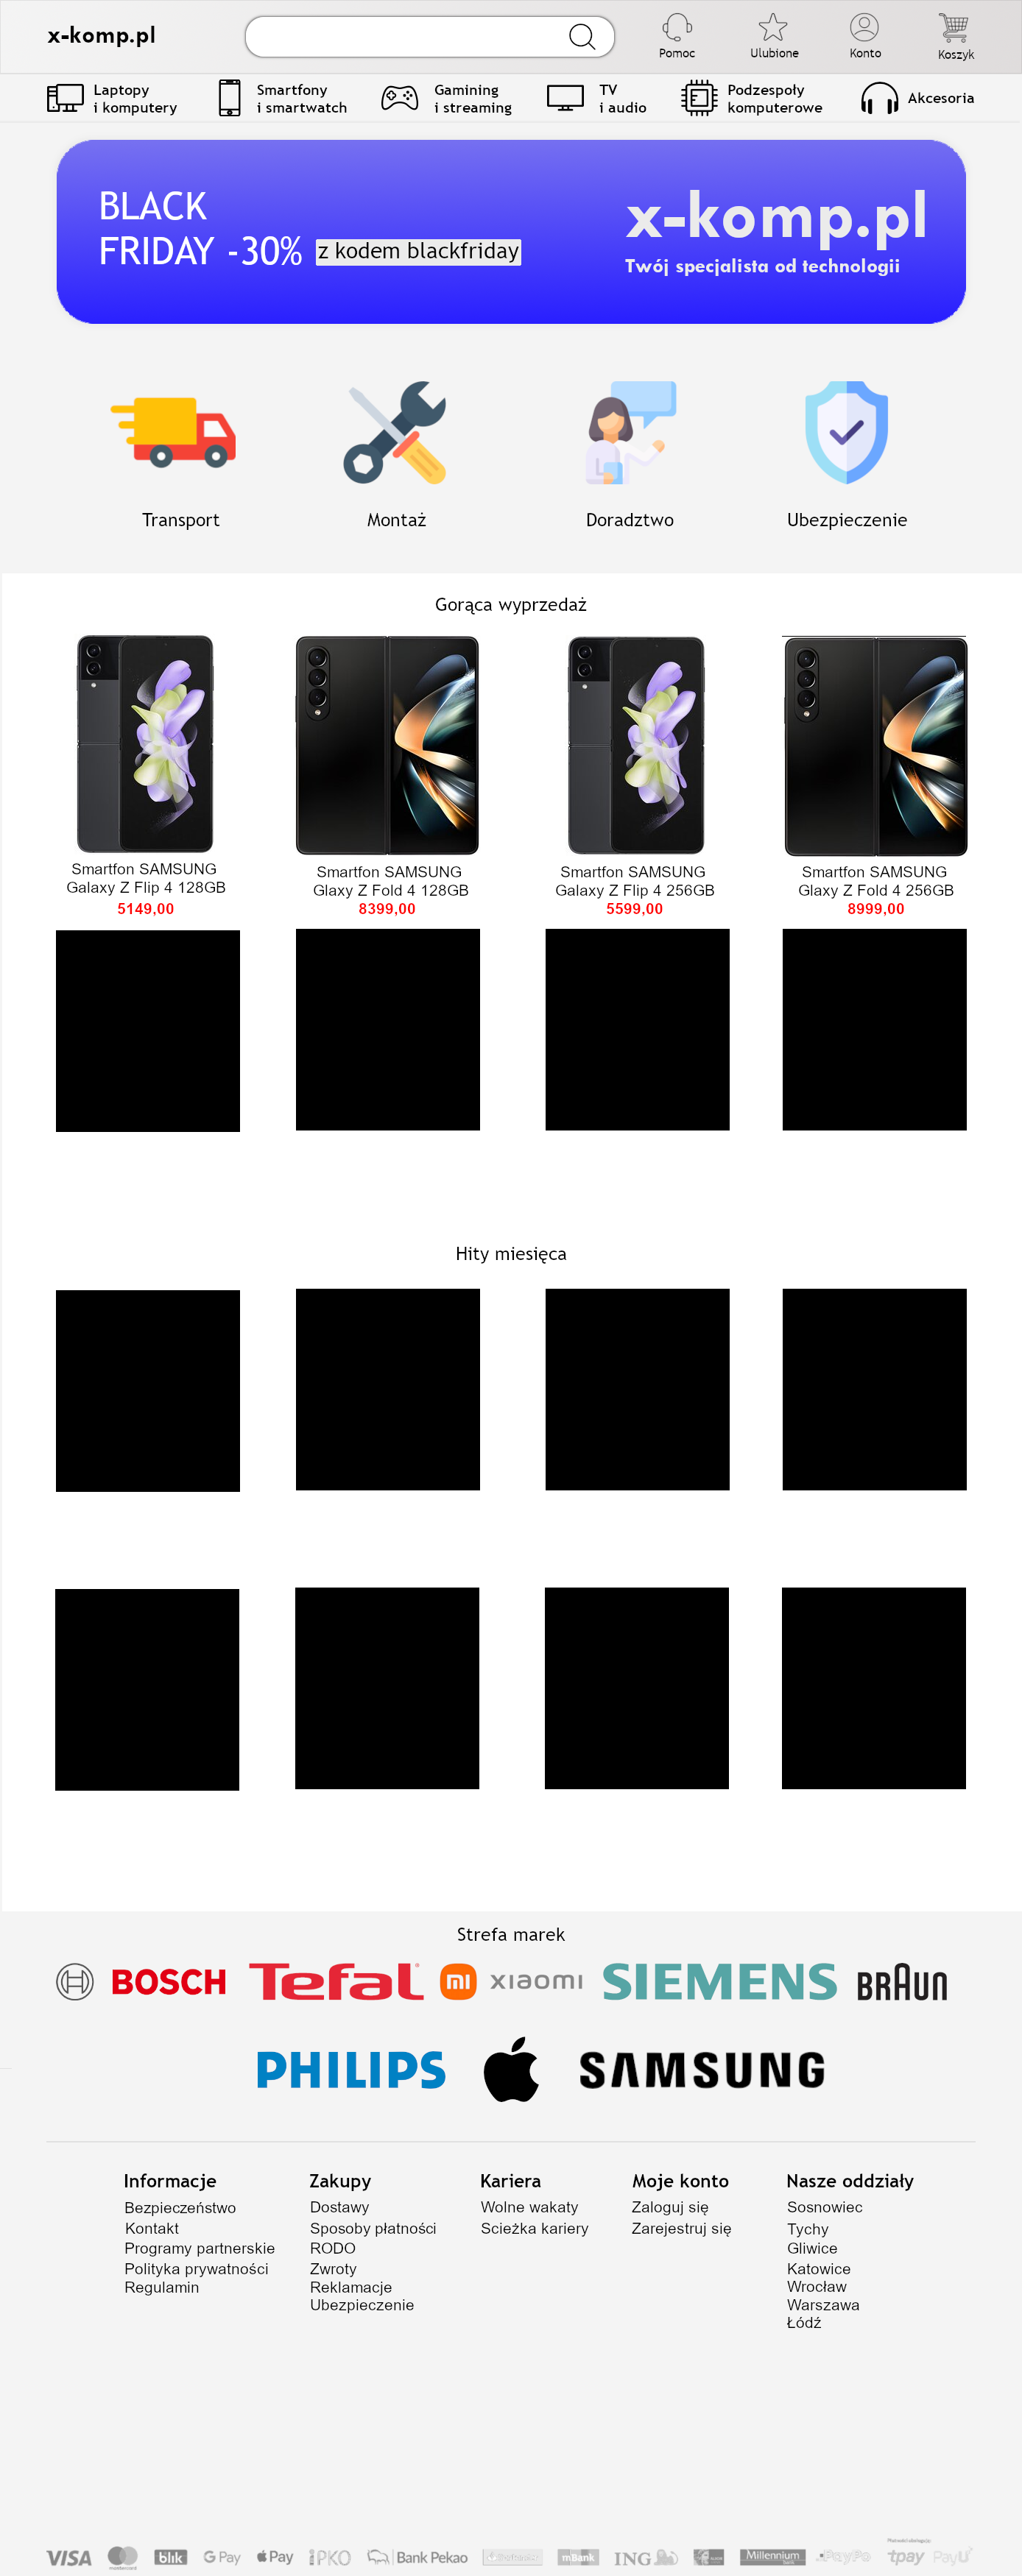 x-komp.pl
Pomoc
Ulubione
Konto
Koszyk
Laptopy
i komputery
Smartfony
i smartwatch
Gamining
i streaming
TV
i audio
Podzespoły
komputerowe
Akcesoria
BLACK
FRIDAY -30% z kodem blackfriday
x-komp.pl
Twój specjalista od technologii
Transport
Montaż
Doradztwo
Ubezpieczenie
Gorąca wyprzedaż
Smartfon SAMSUNG
Galaxy Z Flip 4 128GB
5149,00
Smartfon SAMSUNG
Glaxy Z Fold 4 128GB
8399,00
Smartfon SAMSUNG
Galaxy Z Flip 4 256GB
5599,00
Smartfon SAMSUNG
Glaxy Z Fold 4 256GB
8999,00
Hity miesięca
Strefa marek
BOSCH
Tefal
mi xiaomi
SIEMENS
BRAUN
PHILIPS
SAMSUNG
Informacje
Bezpieczeństwo
Kontakt
Programy partnerskie
Polityka prywatności
Regulamin
Zakupy
Dostawy
Sposoby płatności
RODO
Zwroty
Reklamacje
Ubezpieczenie
Kariera
Wolne wakaty
Scieżka kariery
Moje konto
Zaloguj się
Zarejestruj się
Nasze oddziały
Sosnowiec
Tychy
Gliwice
Katowice
Wrocław
Warszawa
Łódź
VISA
mastercard
blik
G Pay
Pay
iPKO
Bank Pekao
mBank
ING
Millennium
PayPo
tpay
PayU